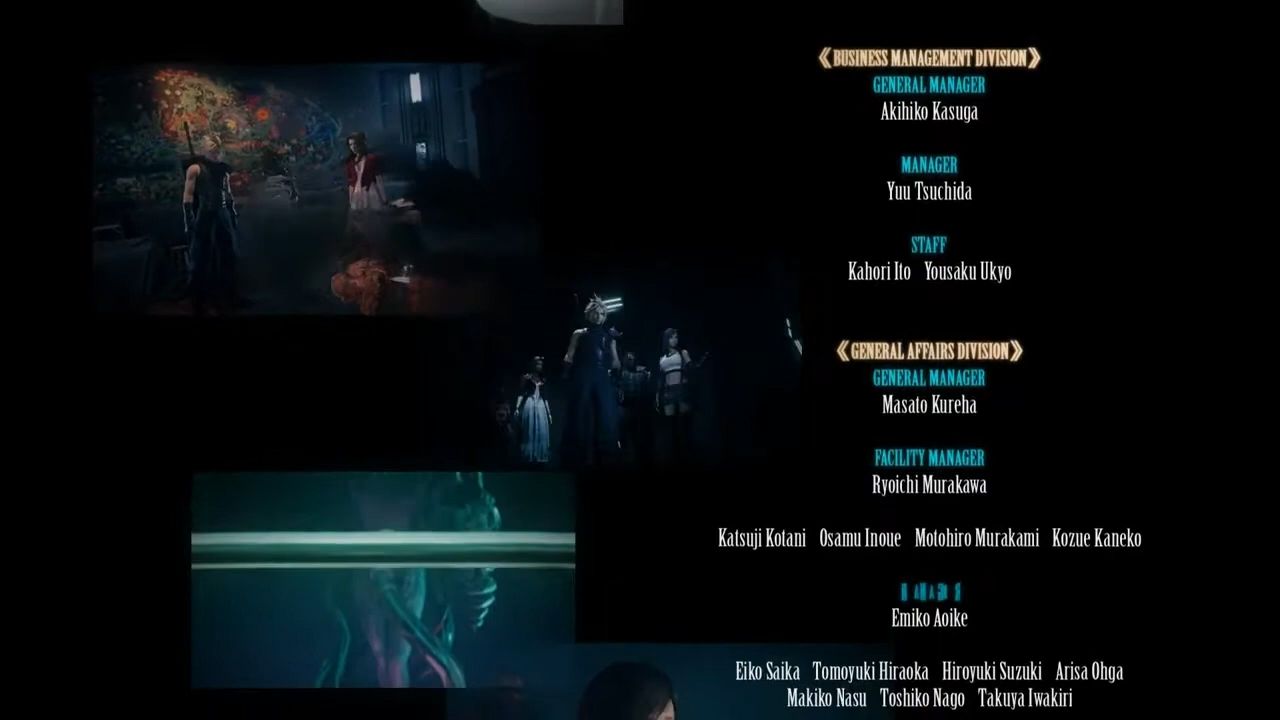 《BUSINESS MANAGEMENT DIVISION》
GENERAL MANAGER
Akihiko Kasuga
MANAGER
Yuu Tsuchida
STAFF
Kahori Ito Yousaku Ukyo
《GENERAL AFFAIRS DIVISION》
GENERAL MANAGER
Masato Kureha
FACILITY MANAGER
Ryoichi Murakawa
Katsuji Kotani Osamu Inoue Motohiro Murakami Kozue Kaneko
Emiko Aoike
Eiko Saika Tomoyuki Hiraoka Hiroyuki Suzuki Arisa Ohga
Makiko Nasu Toshiko Nago Takuya Iwakiri